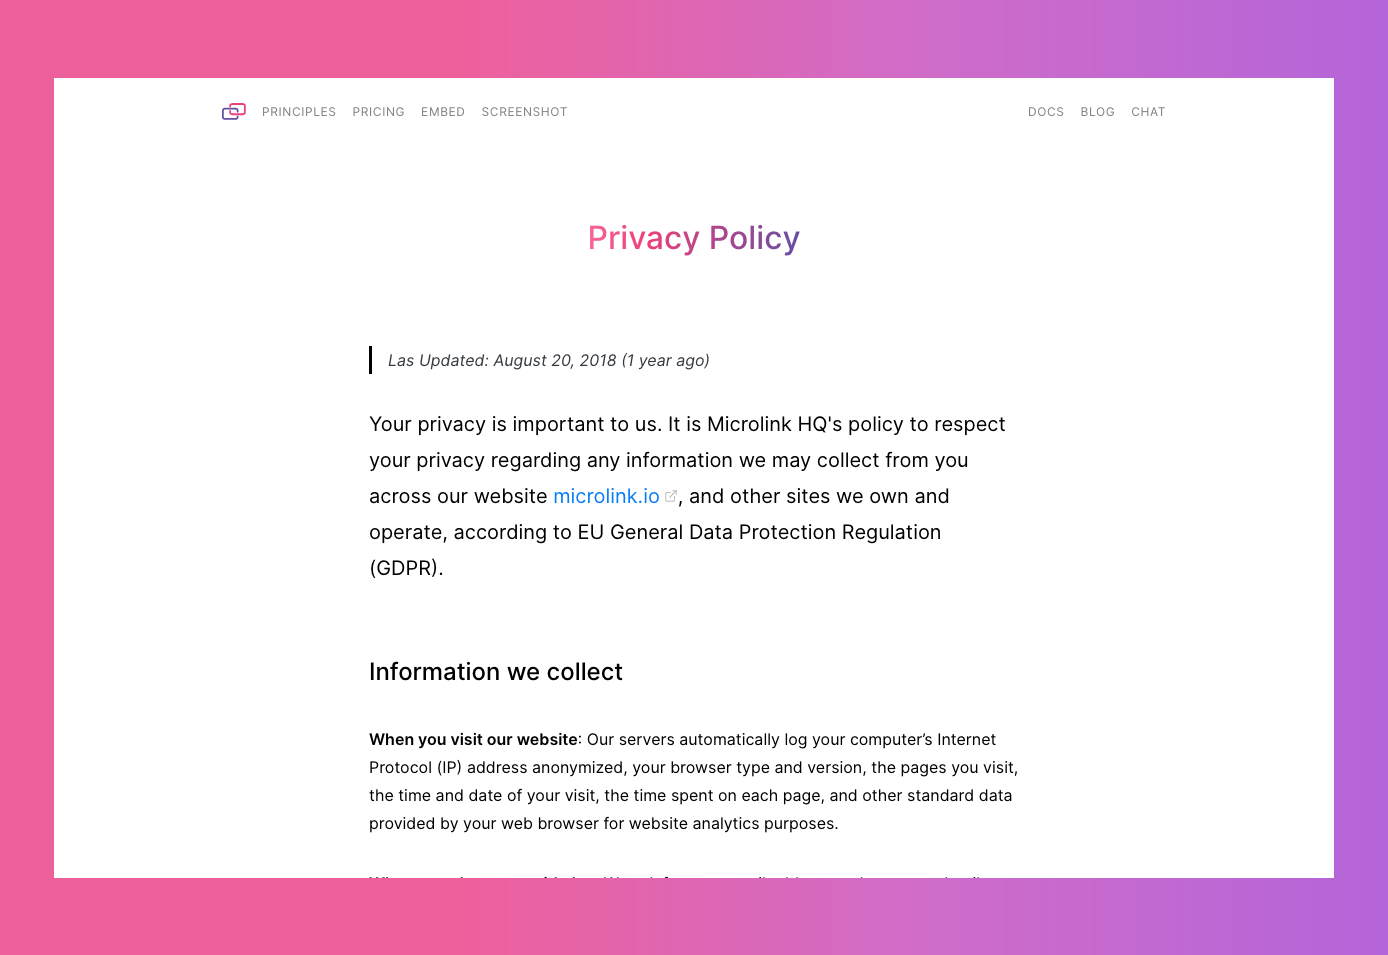 PRINCIPLES PRICING EMBED SCREENSHOT DOCS BLOG CHAT
Privacy Policy
Las Updated: August 20, 2018 (1 year ago)
Your privacy is important to us. It is Microlink HQ's policy to respect
your privacy regarding any information we may collect from you
across our website microlink.io, and other sites we own and
operate, according to EU General Data Protection Regulation
(GDPR).
Information we collect
When you visit our website: Our servers automatically log your computer’s Internet
Protocol (IP) address anonymized, your browser type and version, the pages you visit,
the time and date of your visit, the time spent on each page, and other standard data
provided by your web browser for website analytics purposes.